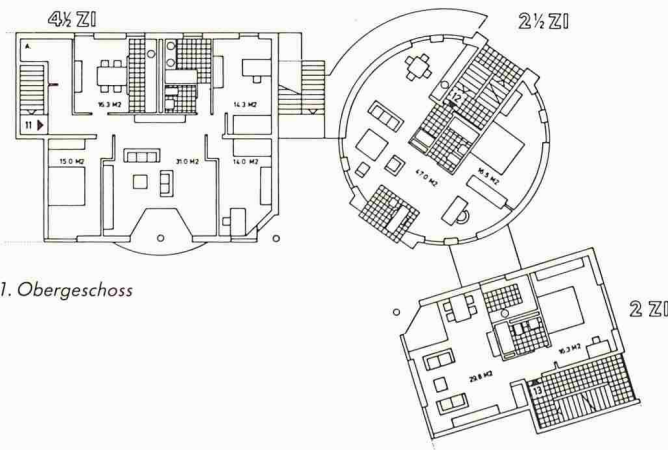 4½ ZI
2½ ZI
A.
16.3 M2
14.3 M2
11
12
15.0 M2
31.0 M2
14.0 M2
47.0 M2
16.5 M2
1. Obergeschoss
2 ZI
16.3 M2
29.8 M2
13